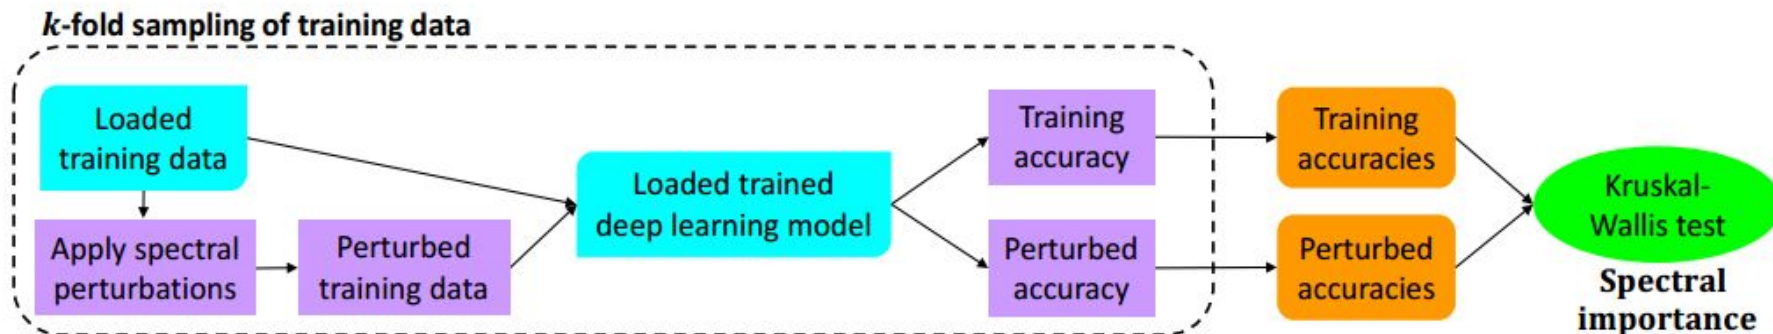 k-fold sampling of training data
Loaded
training data
Apply spectral
perturbations
Perturbed
training data
Loaded trained
deep learning model
Training
accuracy
Perturbed
accuracy
Training
accuracies
Perturbed
accuracies
Kruskal-
Wallis test
Spectral
importance